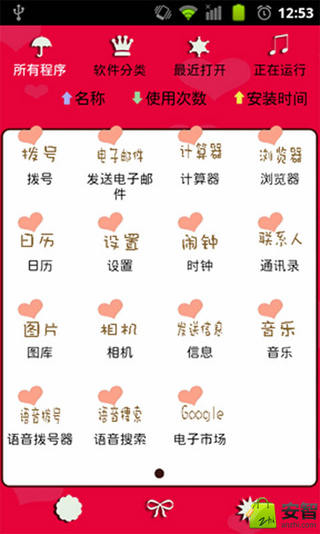 12:53
所有程序 软件分类 最近打开 正在运行
名称 使用次数 安装时间
拨号 电子邮件 计算器 浏览器
拨号 发送电子邮件 计算器 浏览器
日历 设置 闹钟 联系人
日历 设置 时钟 通讯录
图片 相机 发送信息 音乐
图库 相机 信息 音乐
语音拨号 语音搜索 Google
语音拨号器 语音搜索 电子市场
安智